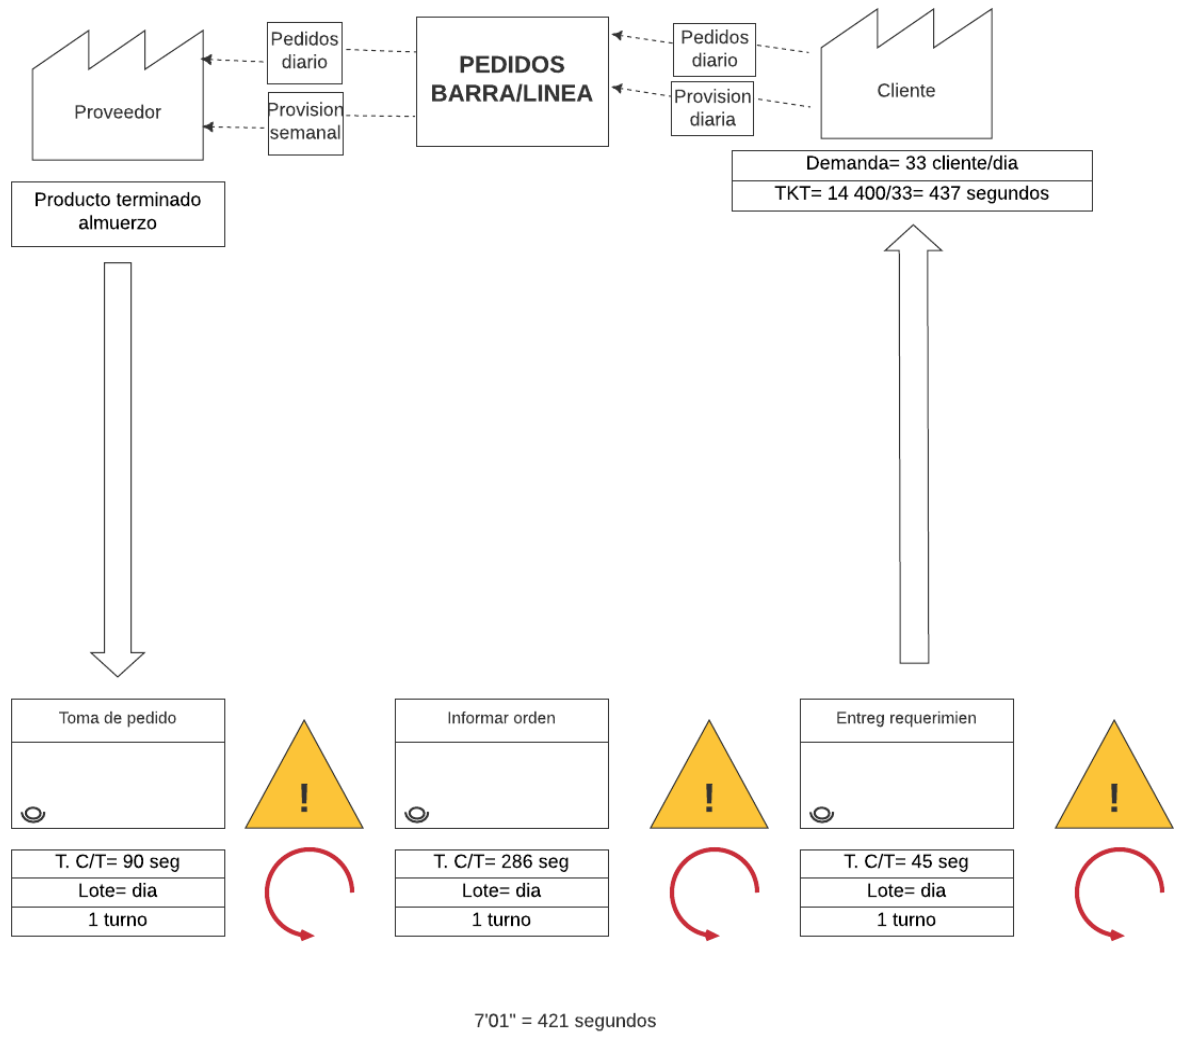 Proveedor
Pedidos
diario
Provision
semanal
PEDIDOS
BARRA/LINEA
Pedidos
diario
Provision
diaria
Cliente
Demanda= 33 cliente/dia
TKT= 14 400/33= 437 segundos
Producto terminado
almuerzo
Toma de pedido
!
Informar orden
!
Entreg requerimien
!
T. C/T= 90 seg
Lote= dia
1 turno
T. C/T= 286 seg
Lote= dia
1 turno
T. C/T= 45 seg
Lote= dia
1 turno
7'01" = 421 segundos